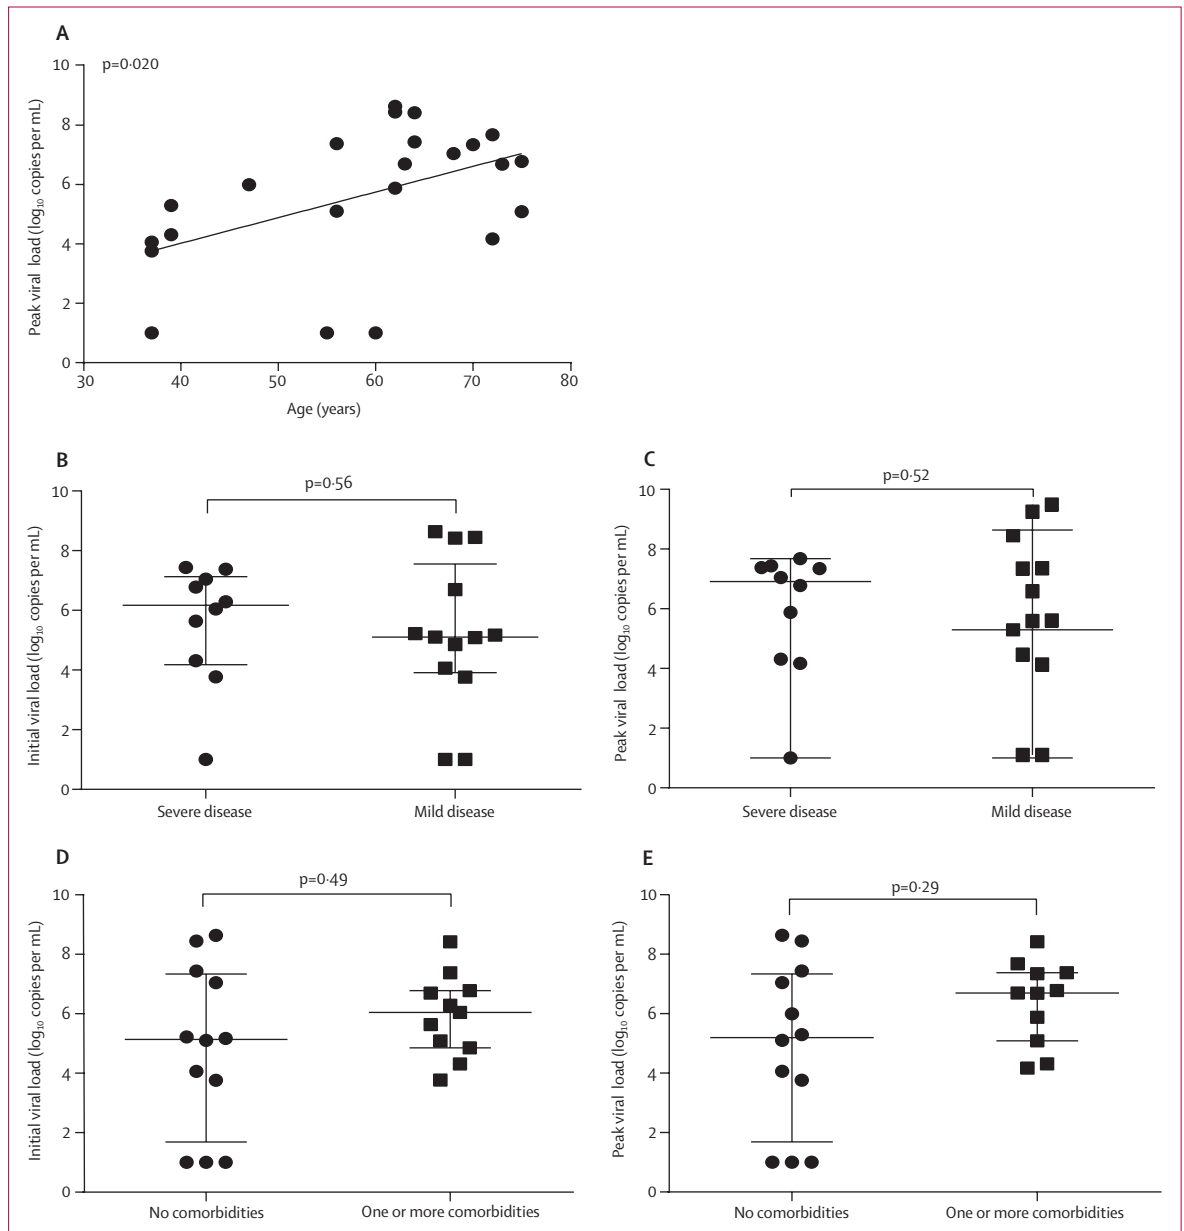 A
p=0·020
10
8
6
4
2
0
Peak viral load (log₁₀ copies per mL)
30 40 50 60 70 80
Age (years)
B
p=0·56
10
8
6
4
2
0
Initial viral load (log₁₀ copies per mL)
Severe disease Mild disease
C
p=0·52
10
8
6
4
2
0
Peak viral load (log₁₀ copies per mL)
Severe disease Mild disease
D
p=0·49
10
8
6
4
2
0
Initial viral load (log₁₀ copies per mL)
No comorbidities One or more comorbidities
E
p=0·29
10
8
6
4
2
0
Peak viral load (log₁₀ copies per mL)
No comorbidities One or more comorbidities